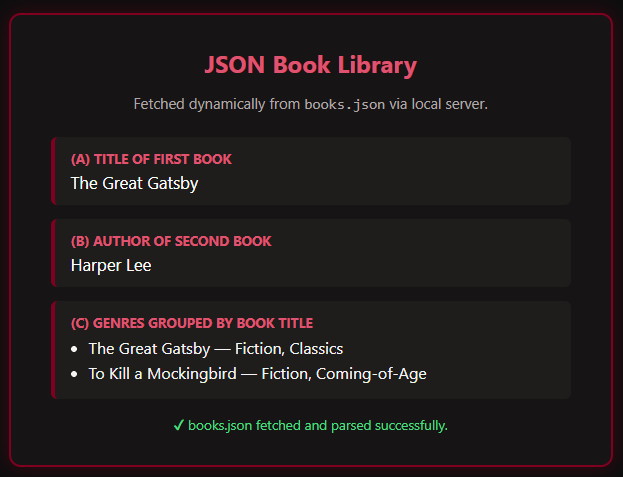 JSON Book Library
Fetched dynamically from books.json via local server.
(A) TITLE OF FIRST BOOK
The Great Gatsby
(B) AUTHOR OF SECOND BOOK
Harper Lee
(C) GENRES GROUPED BY BOOK TITLE
• The Great Gatsby — Fiction, Classics
• To Kill a Mockingbird — Fiction, Coming-of-Age
✓ books.json fetched and parsed successfully.